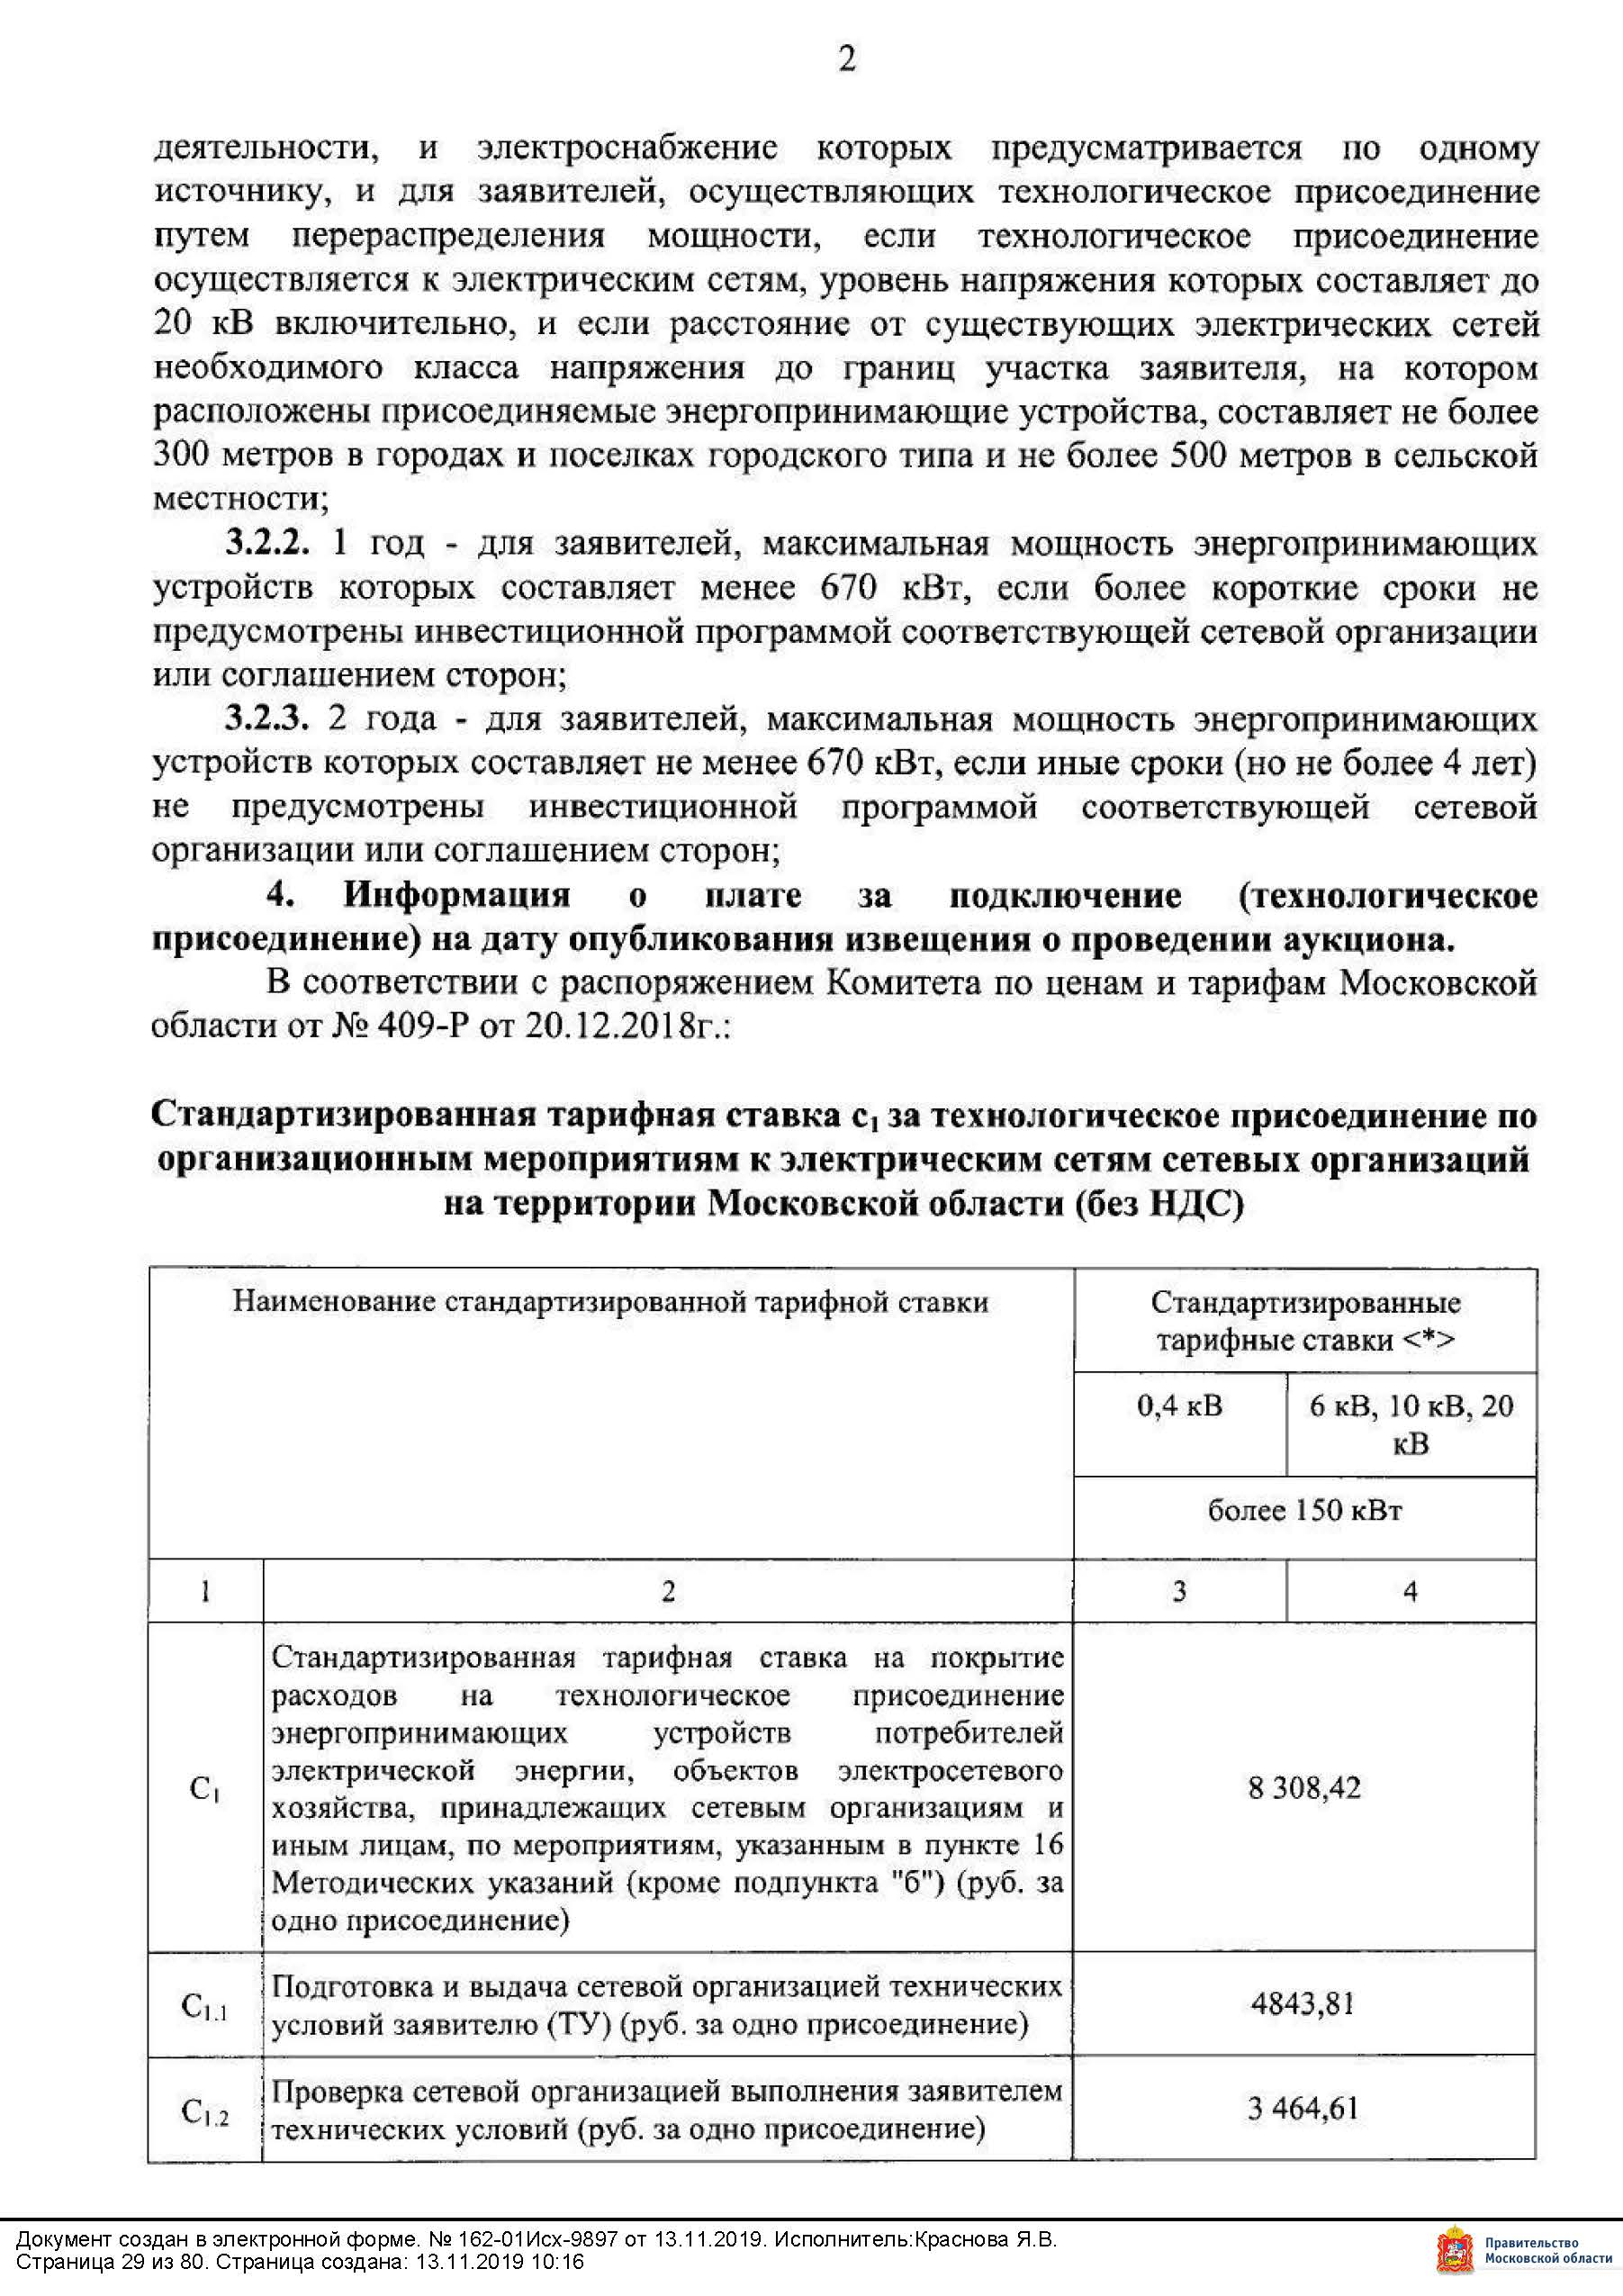 2
деятельности, и электроснабжение которых предусматривается по одному
источнику, и для заявителей, осуществляющих технологическое присоединение
путем перераспределения мощности, если технологическое присоединение
осуществляется к электрическим сетям, уровень напряжения которых составляет до
20 кВ включительно, и если расстояние от существующих электрических сетей
необходимого класса напряжения до границ участка заявителя, на котором
расположены присоединяемые энергопринимающие устройства, составляет не более
300 метров в городах и поселках городского типа и не более 500 метров в сельской
местности;
3.2.2. 1 год - для заявителей, максимальная мощность энергопринимающих
устройств которых составляет менее 670 кВт, если более короткие сроки не
предусмотрены инвестиционной программой соответствующей сетевой организации
или соглашением сторон;
3.2.3. 2 года - для заявителей, максимальная мощность энергопринимающих
устройств которых составляет не менее 670 кВт, если иные сроки (но не более 4 лет)
не предусмотрены инвестиционной программой соответствующей сетевой
организации или соглашением сторон;
4. Информация о плате за подключение (технологическое
присоединение) на дату опубликования извещения о проведении аукциона.
В соответствии с распоряжением Комитета по ценам и тарифам Московской
области от № 409-Р от 20.12.2018г.:
Стандартизированная тарифная ставка с₁ за технологическое присоединение по
организационным мероприятиям к электрическим сетям сетевых организаций
на территории Московской области (без НДС)
Наименование стандартизированной тарифной ставки
Стандартизированные
тарифные ставки <*>
0,4 кВ
6 кВ, 10 кВ, 20
кВ
более 150 кВт
1 2 3 4
С₁
Стандартизированная тарифная ставка на покрытие
расходов на технологическое присоединение
энергопринимающих устройств потребителей
электрической энергии, объектов электросетевого
хозяйства, принадлежащих сетевым организациям и
иным лицам, по мероприятиям, указанным в пункте 16
Методических указаний (кроме подпункта "б") (руб. за
одно присоединение)
8 308,42
С₁.₁
Подготовка и выдача сетевой организацией технических
условий заявителю (ТУ) (руб. за одно присоединение)
4843,81
С₁.₂
Проверка сетевой организацией выполнения заявителем
технических условий (руб. за одно присоединение)
3 464,61
Документ создан в электронной форме. № 162-01Исх-9897 от 13.11.2019. Исполнитель:Краснова Я.В.
Страница 29 из 80. Страница создана: 13.11.2019 10:16
Правительство
Московской области